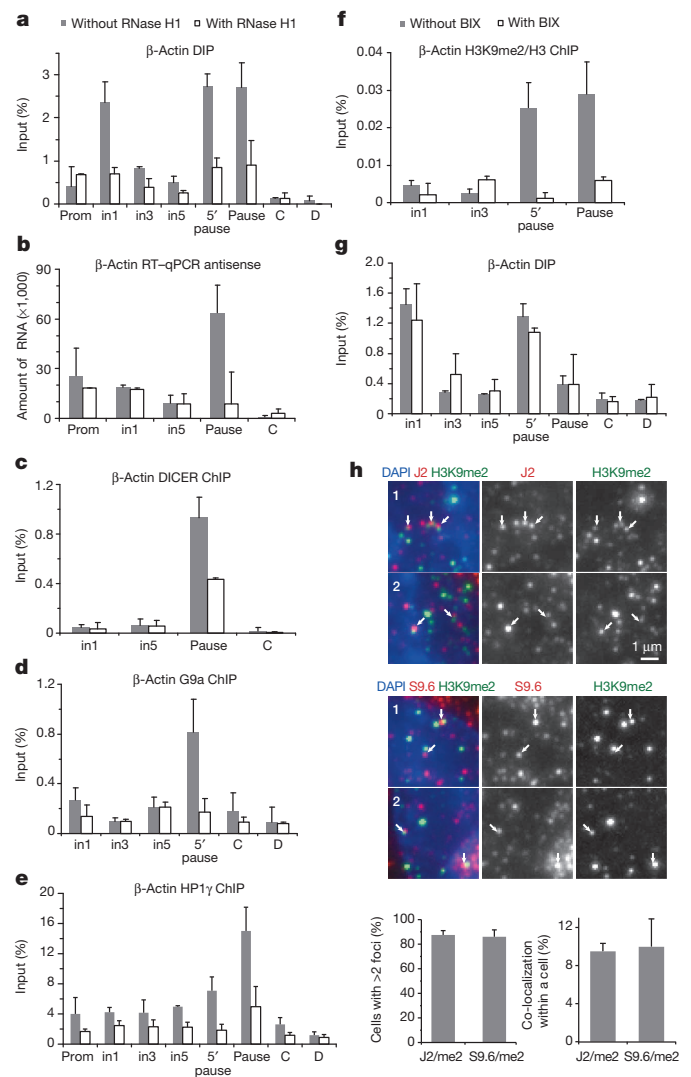 a
Without RNase H1 With RNase H1
β-Actin DIP
Input (%)
3
2
1
0
Prom in1 in3 in5 5′ pause Pause C D
b
β-Actin RT–qPCR antisense
Amount of RNA (×1,000)
90
60
30
0
Prom in1 in5 Pause C
c
β-Actin DICER ChIP
Input (%)
1.2
0.8
0.4
0
in1 in5 Pause C
d
β-Actin G9a ChIP
Input (%)
1.2
0.8
0.4
0
in1 in3 in5 5′ pause C D
e
β-Actin HP1γ ChIP
Input (%)
20
16
12
8
4
0
Prom in1 in3 in5 5′ pause Pause C D
f
Without BIX With BIX
β-Actin H3K9me2/H3 ChIP
Input (%)
0.04
0.03
0.02
0.01
0
in1 in3 5′ pause Pause
g
β-Actin DIP
Input (%)
2.0
1.6
1.2
0.8
0.4
0
in1 in3 in5 5′ pause Pause C D
h
DAPI J2 H3K9me2 J2 H3K9me2
1
2
1 μm
DAPI S9.6 H3K9me2 S9.6 H3K9me2
1
2
Cells with >2 foci (%)
100
80
60
40
20
0
J2/me2 S9.6/me2
Co-localization within a cell (%)
12
8
4
0
J2/me2 S9.6/me2